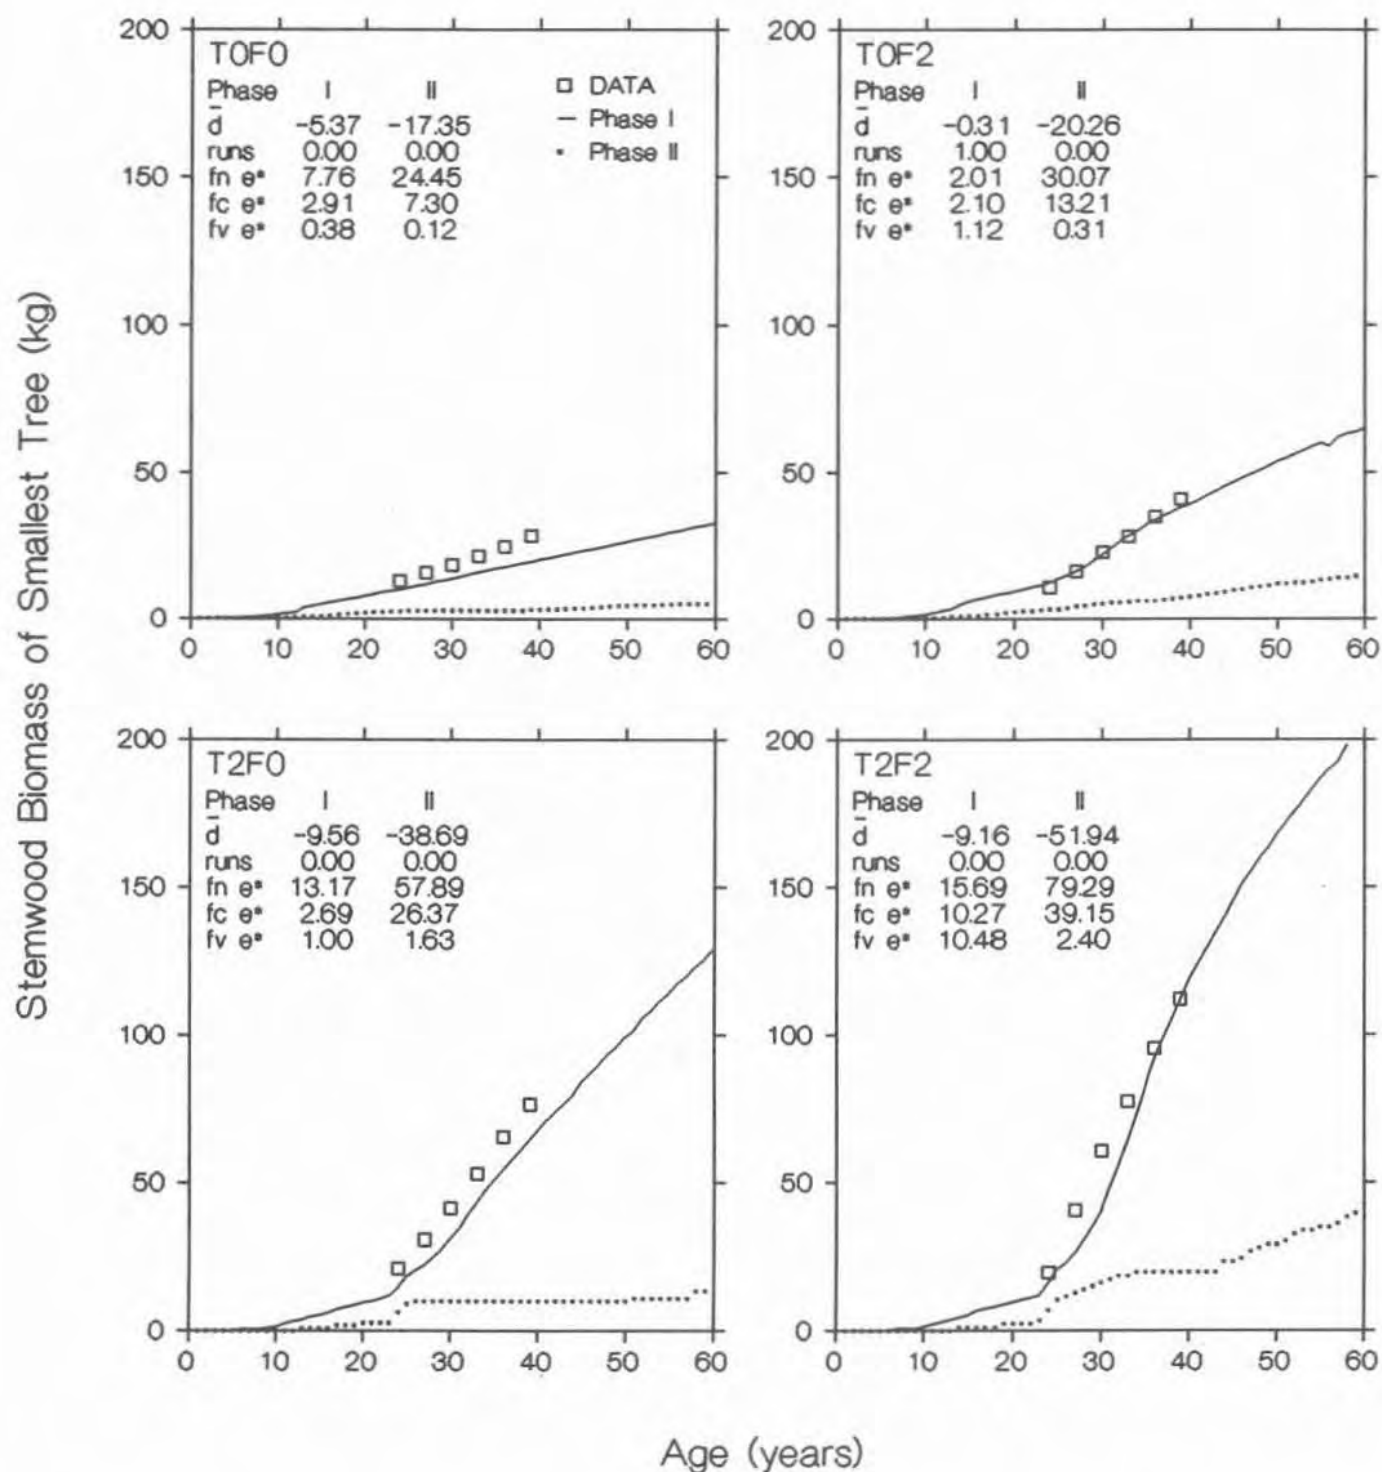 Stemwood Biomass of Smallest Tree (kg)
200
150
100
50
0
0 10 20 30 40 50 60
T0F0
Phase I II
d̄ -5.37 -17.35
runs 0.00 0.00
fn e* 7.76 24.45
fc e* 2.91 7.30
fv e* 0.38 0.12
DATA
Phase I
Phase II
200
150
100
50
0
0 10 20 30 40 50 60
T0F2
Phase I II
d̄ -0.31 -20.26
runs 1.00 0.00
fn e* 2.01 30.07
fc e* 2.10 13.21
fv e* 1.12 0.31
200
150
100
50
0
0 10 20 30 40 50 60
T2F0
Phase I II
d̄ -9.56 -38.69
runs 0.00 0.00
fn e* 13.17 57.89
fc e* 2.69 26.37
fv e* 1.00 1.63
200
150
100
50
0
0 10 20 30 40 50 60
T2F2
Phase I II
d̄ -9.16 -51.94
runs 0.00 0.00
fn e* 15.69 79.29
fc e* 10.27 39.15
fv e* 10.48 2.40
Age (years)